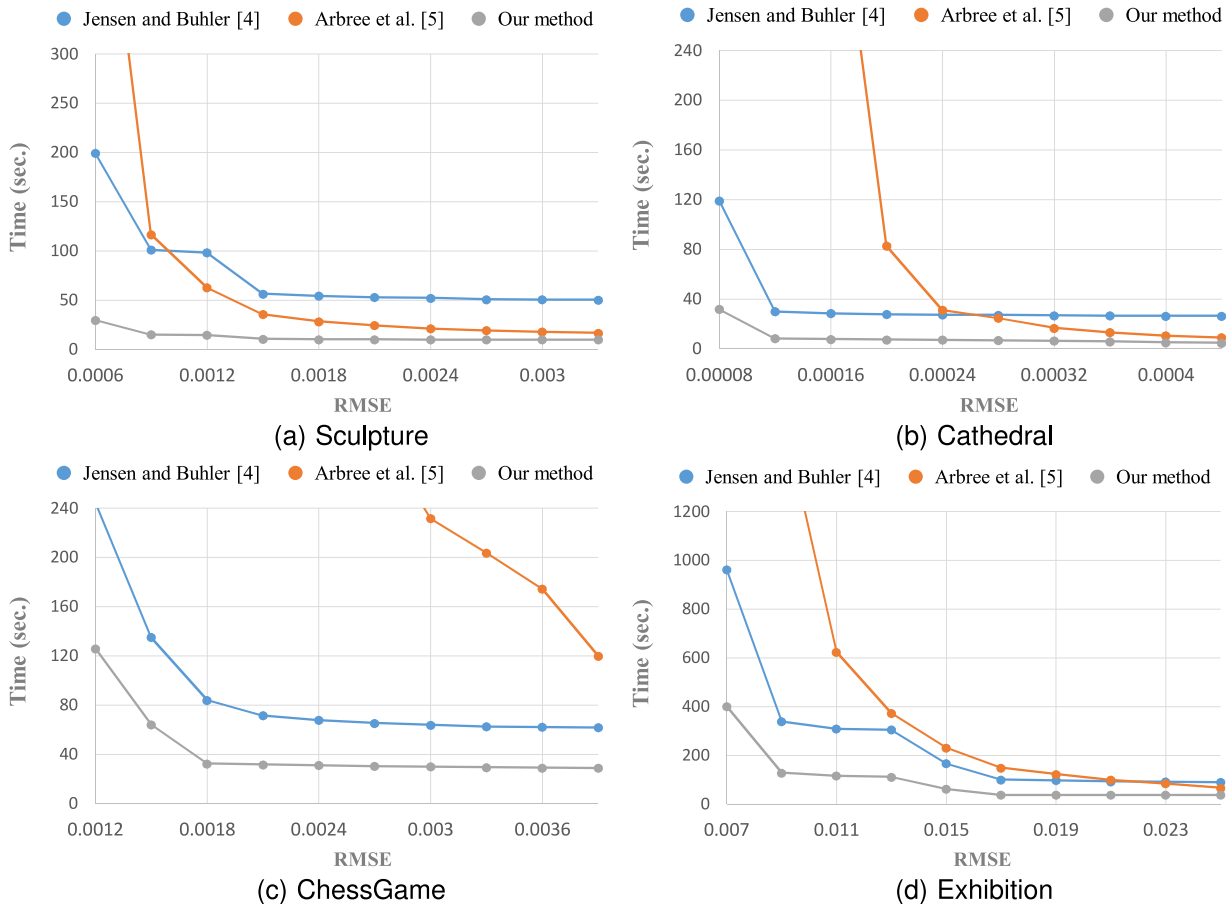 Jensen and Buhler [4] Arbree et al. [5] Our method
300
250
200
150
100
50
0
Time (sec.)
0.0006 0.0012 0.0018 0.0024 0.003
RMSE
(a) Sculpture
Jensen and Buhler [4] Arbree et al. [5] Our method
240
200
160
120
80
40
0
Time (sec.)
0.00008 0.00016 0.00024 0.00032 0.0004
RMSE
(b) Cathedral
Jensen and Buhler [4] Arbree et al. [5] Our method
240
200
160
120
80
40
0
Time (sec.)
0.0012 0.0018 0.0024 0.003 0.0036
RMSE
(c) ChessGame
Jensen and Buhler [4] Arbree et al. [5] Our method
1200
1000
800
600
400
200
0
Time (sec.)
0.007 0.011 0.015 0.019 0.023
RMSE
(d) Exhibition